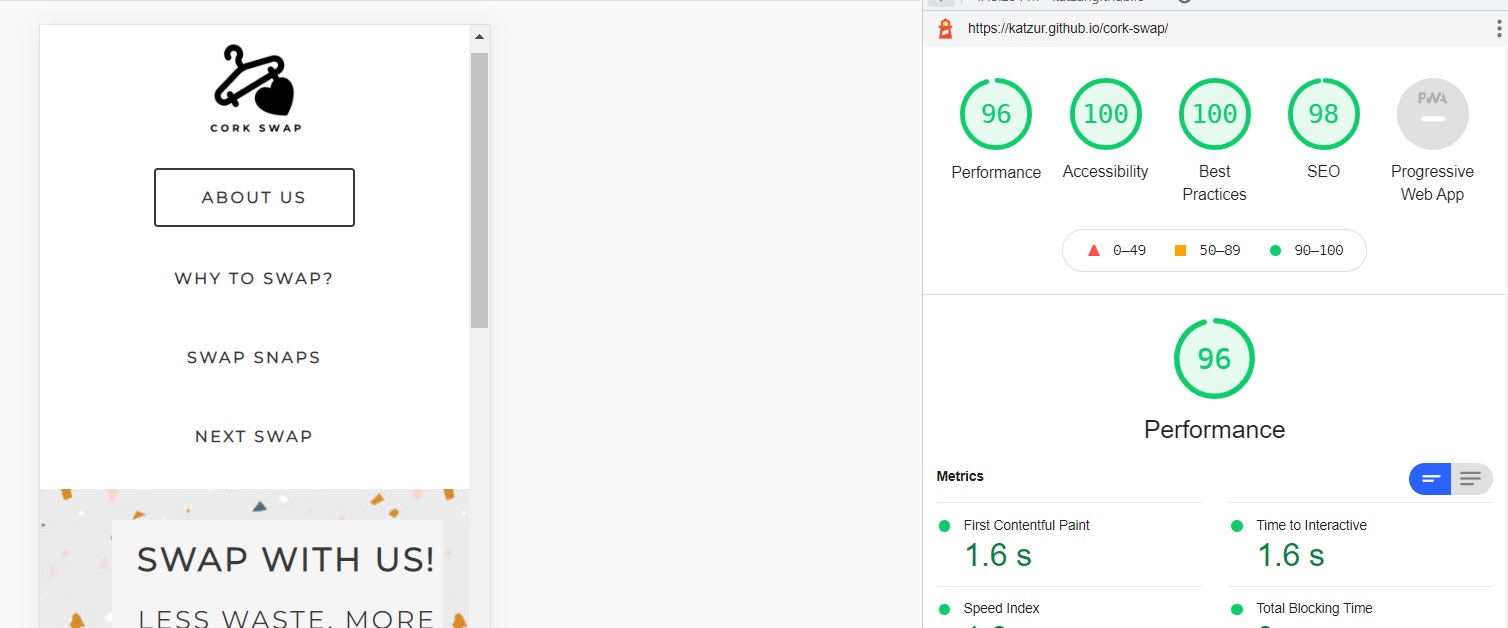 CORK SWAP
ABOUT US
WHY TO SWAP?
SWAP SNAPS
NEXT SWAP
SWAP WITH US!
LESS WASTE, MORE
https://katzur.github.io/cork-swap/
96
100
100
98
PWA
Performance
Accessibility
Best
Practices
SEO
Progressive
Web App
0–49
50–89
90–100
96
Performance
Metrics
First Contentful Paint
1.6 s
Time to Interactive
1.6 s
Speed Index
Total Blocking Time